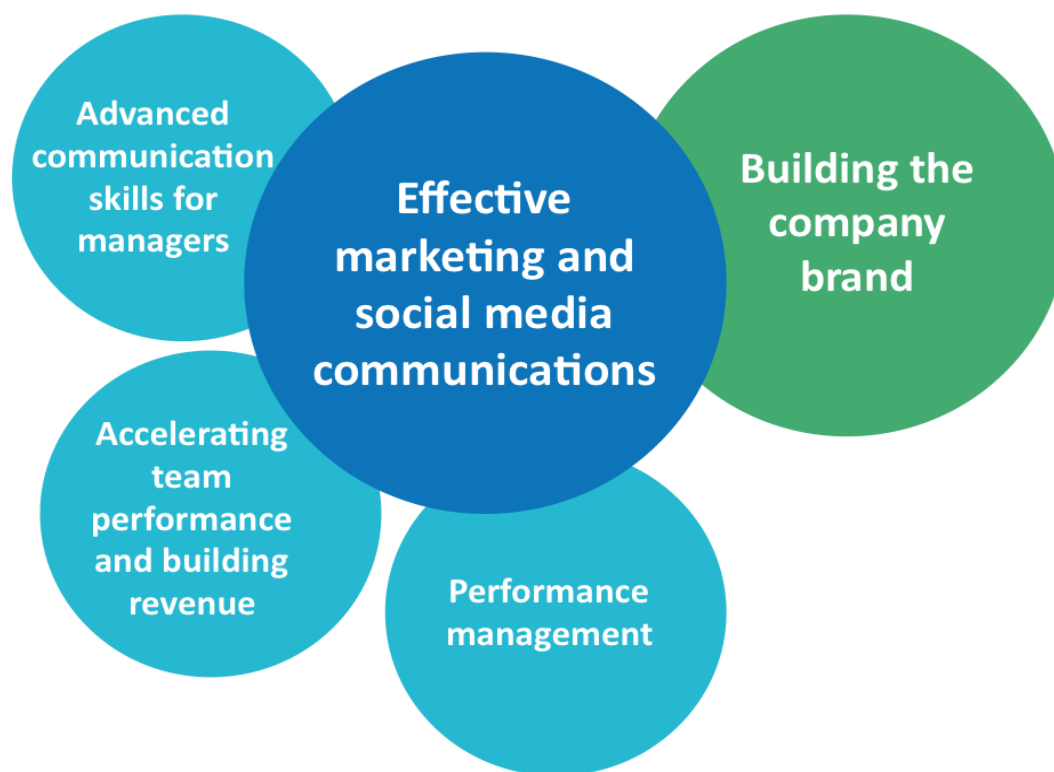 Advanced
communication
skills for
managers
Effective
marketing and
social media
communications
Building the
company
brand
Accelerating
team
performance
and building
revenue
Performance
management